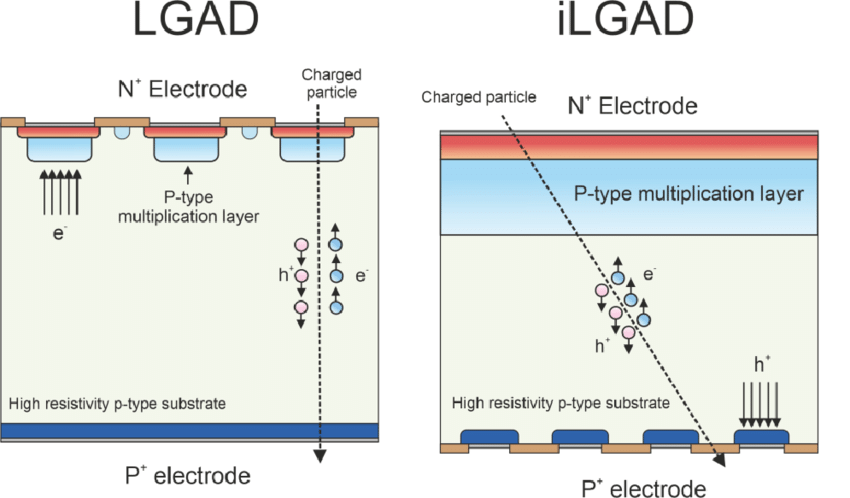 LGAD
N⁺ Electrode
Charged
particle
P-type
multiplication layer
e⁻
h⁺
e⁻
High resistivity p-type substrate
P⁺ electrode
iLGAD
Charged particle
N⁺ Electrode
P-type multiplication layer
e⁻
h⁺
h⁺
High resistivity p-type substrate
P⁺ electrode